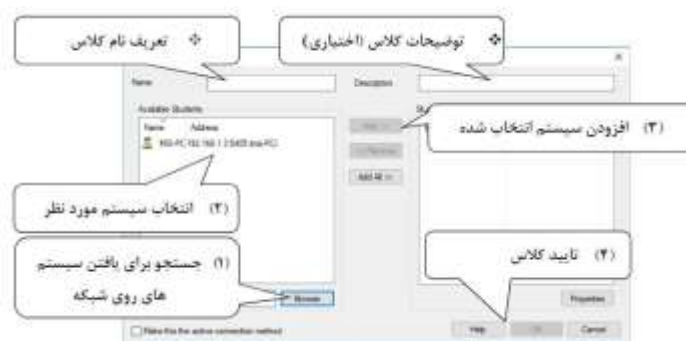 ❖ تعریف نام کلاس
❖ توضیحات کلاس (اختیاری)
Name
Description
Available Students
Name Address
(۳) افزودن سیستم انتخاب شده
Add All >>
(۲) انتخاب سیستم مورد نظر
(۱) جستجو برای یافتن سیستم
های روی شبکه
(۴) تایید کلاس
Browse
Properties
Make this the active connection method
Help
OK
Cancel